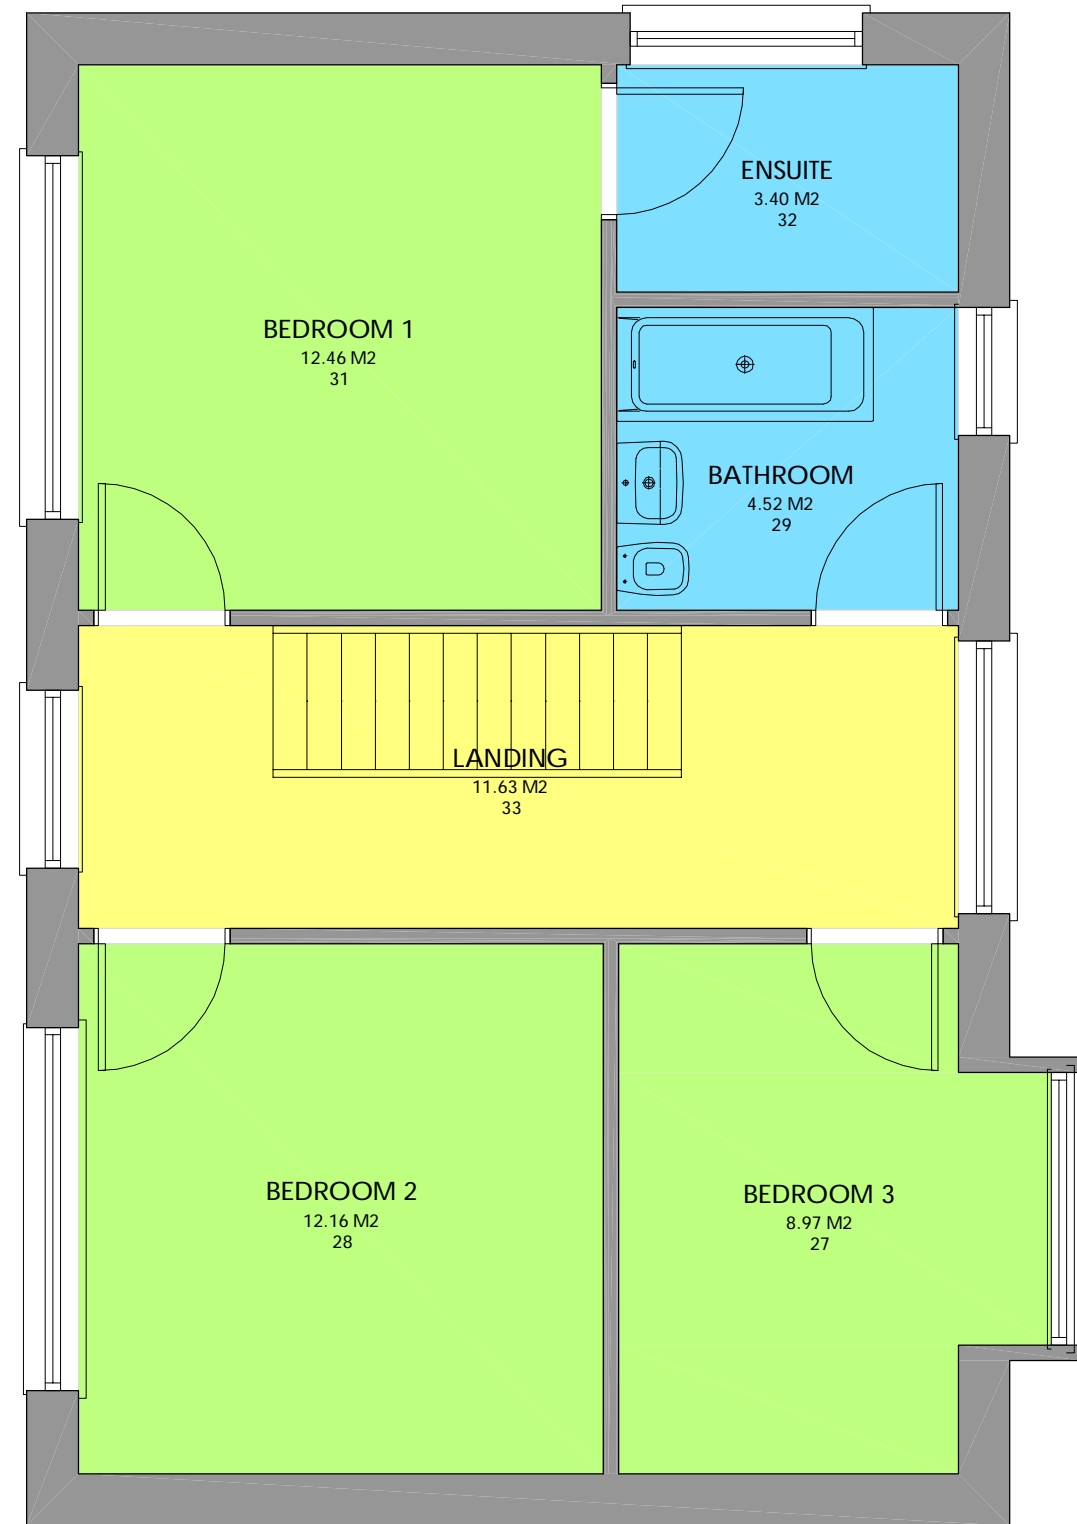 ENSUITE
3.40 M2
32
BEDROOM 1
12.46 M2
31
BATHROOM
4.52 M2
29
LANDING
11.63 M2
33
BEDROOM 2
12.16 M2
28
BEDROOM 3
8.97 M2
27